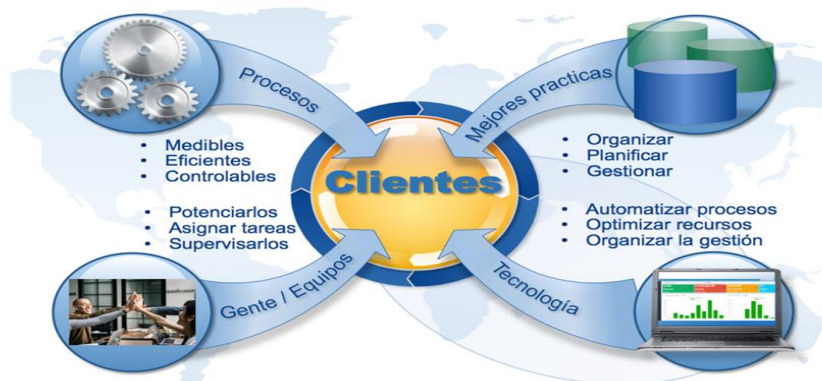 Procesos
Mejores practicas
• Medibles
• Eficientes
• Controlables
• Organizar
• Planificar
• Gestionar
Clientes
• Potenciarlos
• Asignar tareas
• Supervisarlos
• Automatizar procesos
• Optimizar recursos
• Organizar la gestión
Gente / Equipos
Tecnología